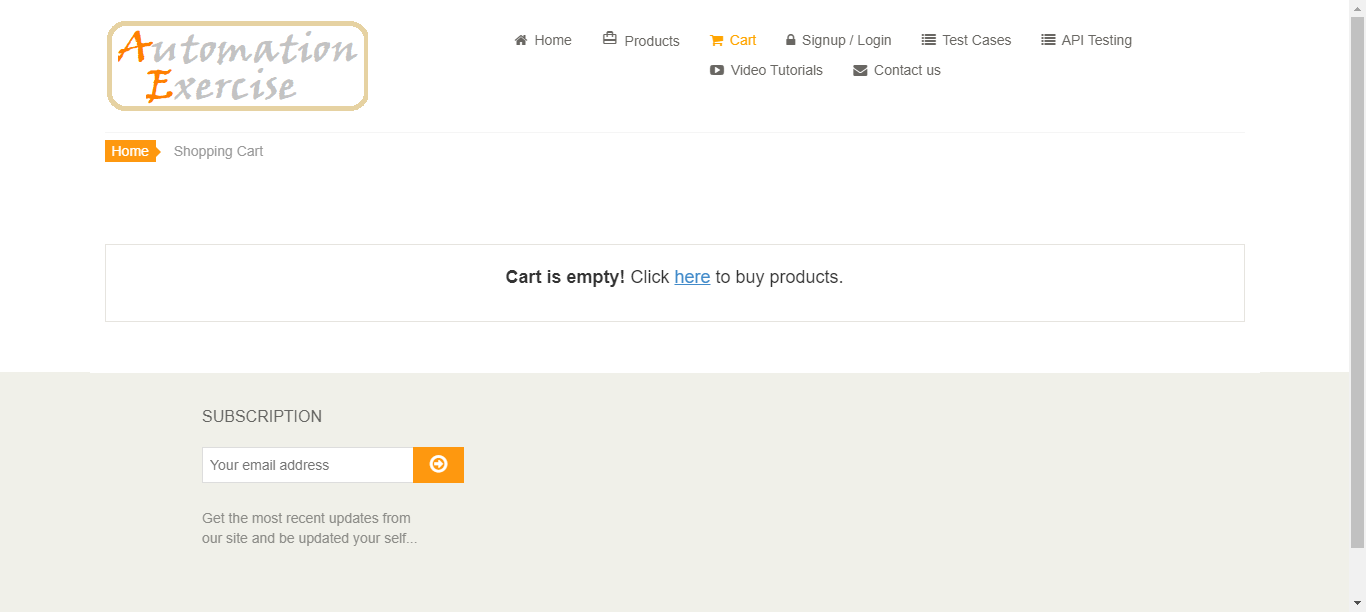 Automation
Exercise
Home Products Cart Signup / Login Test Cases API Testing
Video Tutorials Contact us
Home Shopping Cart
Cart is empty! Click here to buy products.
SUBSCRIPTION
Your email address
Get the most recent updates from
our site and be updated your self...